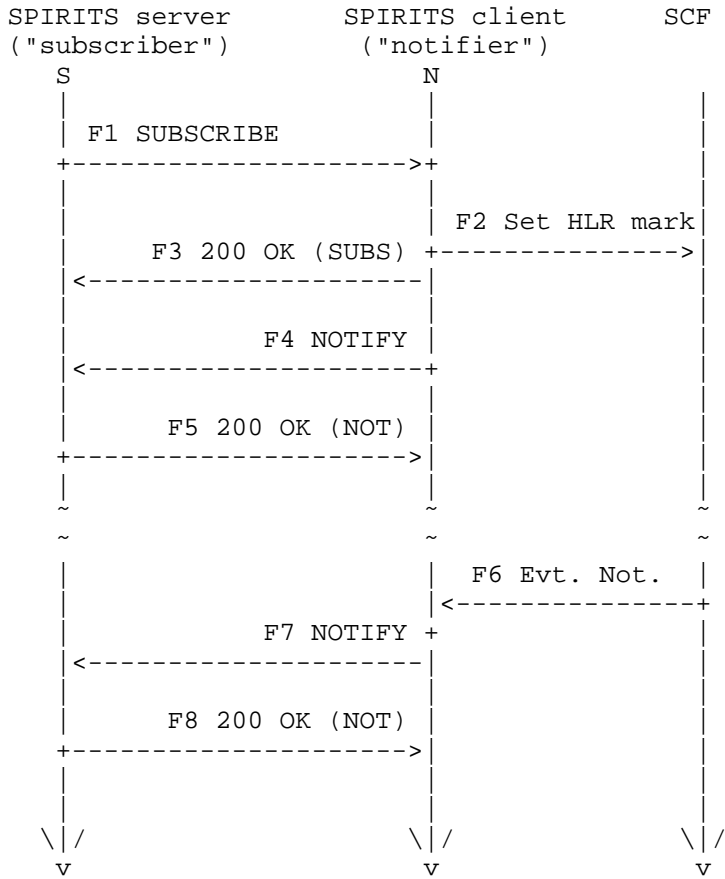 SPIRITS server SPIRITS client SCF
("subscriber") ("notifier")
S N
F1 SUBSCRIBE
F2 Set HLR mark
F3 200 OK (SUBS)
F4 NOTIFY
F5 200 OK (NOT)
F6 Evt. Not.
F7 NOTIFY
F8 200 OK (NOT)
v v v